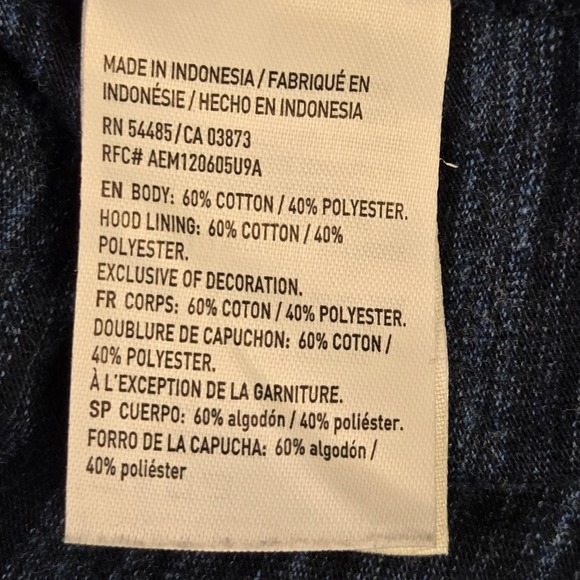 MADE IN INDONESIA / FABRIQUÉ EN
INDONÉSIE / HECHO EN INDONESIA
RN 54485 / CA 03873
RFC# AEM120605U9A
EN BODY: 60% COTTON / 40% POLYESTER.
HOOD LINING: 60% COTTON / 40%
POLYESTER.
EXCLUSIVE OF DECORATION.
FR CORPS: 60% COTON / 40% POLYESTER.
DOUBLURE DE CAPUCHON: 60% COTON /
40% POLYESTER.
À L'EXCEPTION DE LA GARNITURE.
SP CUERPO: 60% algodón / 40% poliéster.
FORRO DE LA CAPUCHA: 60% algodón /
40% poliéster